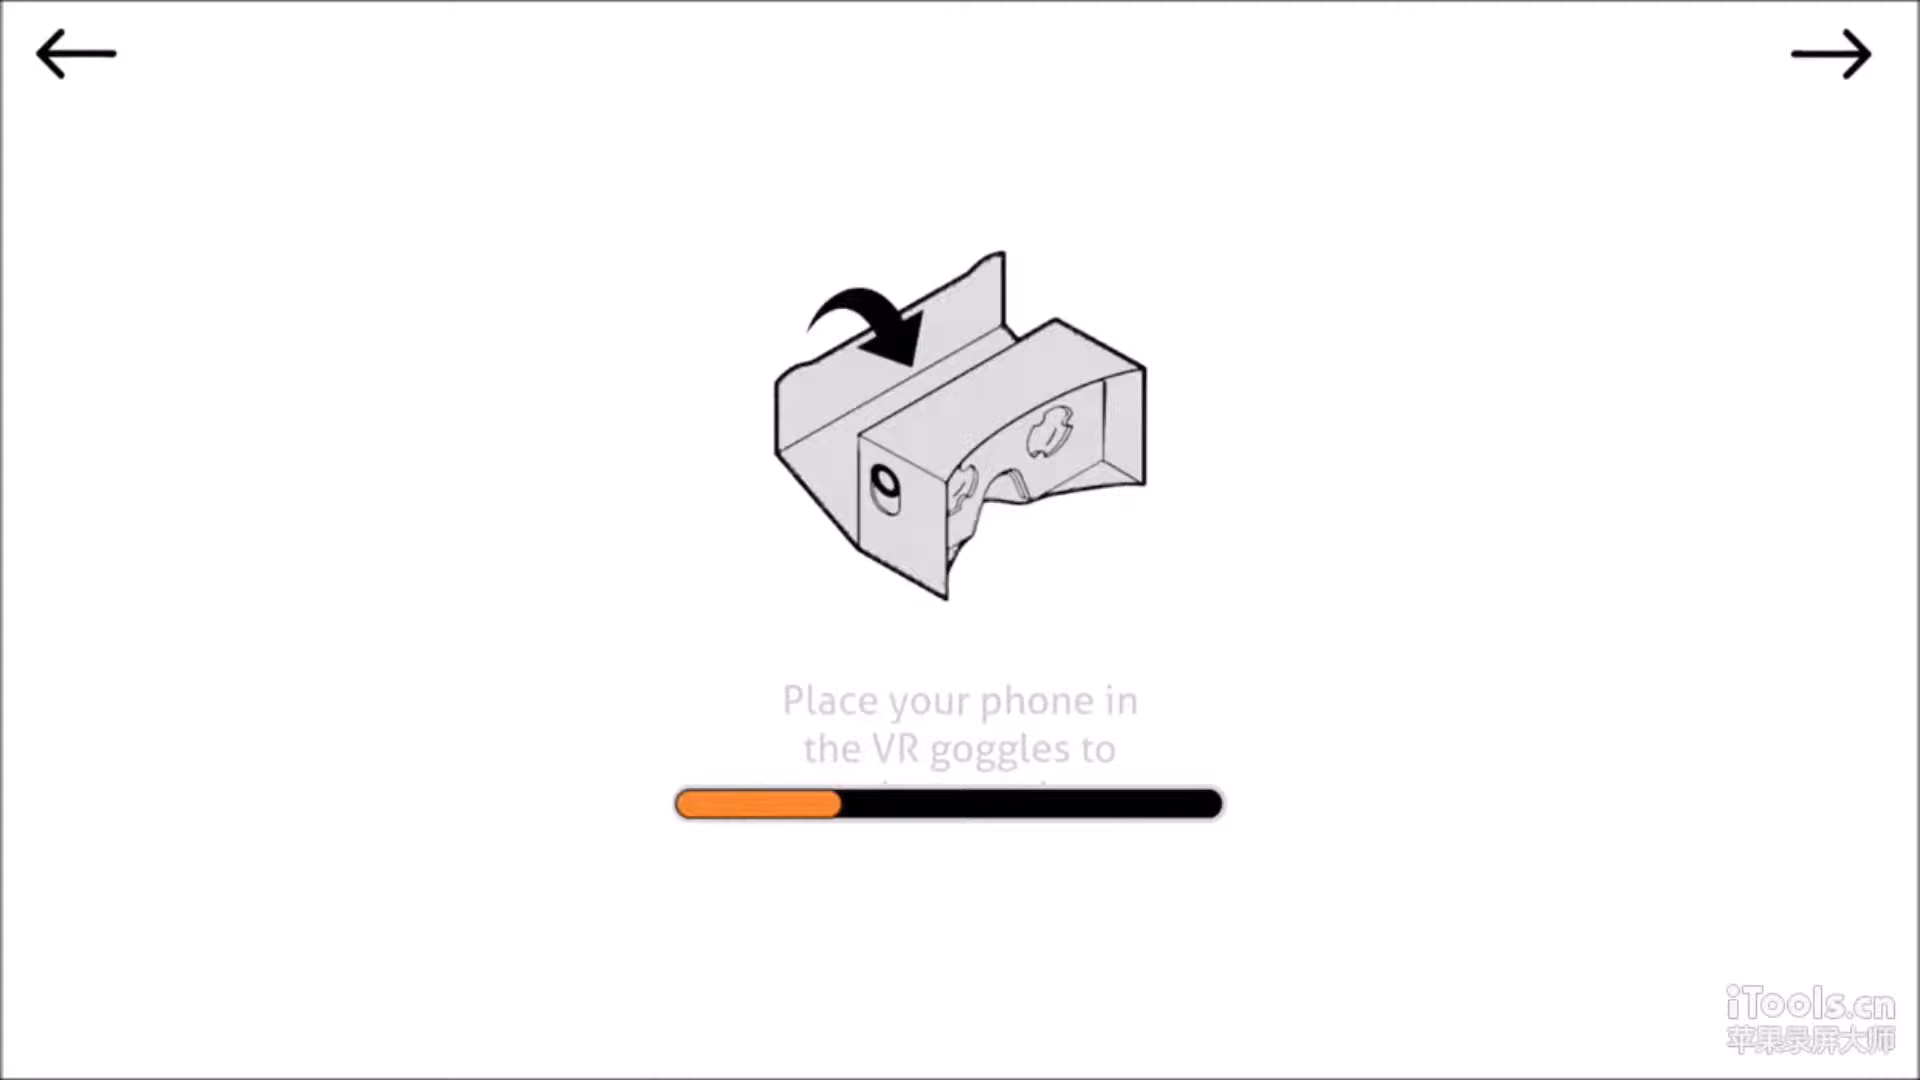 Place your phone in
the VR goggles to
iTools.cn
苹果录屏大师